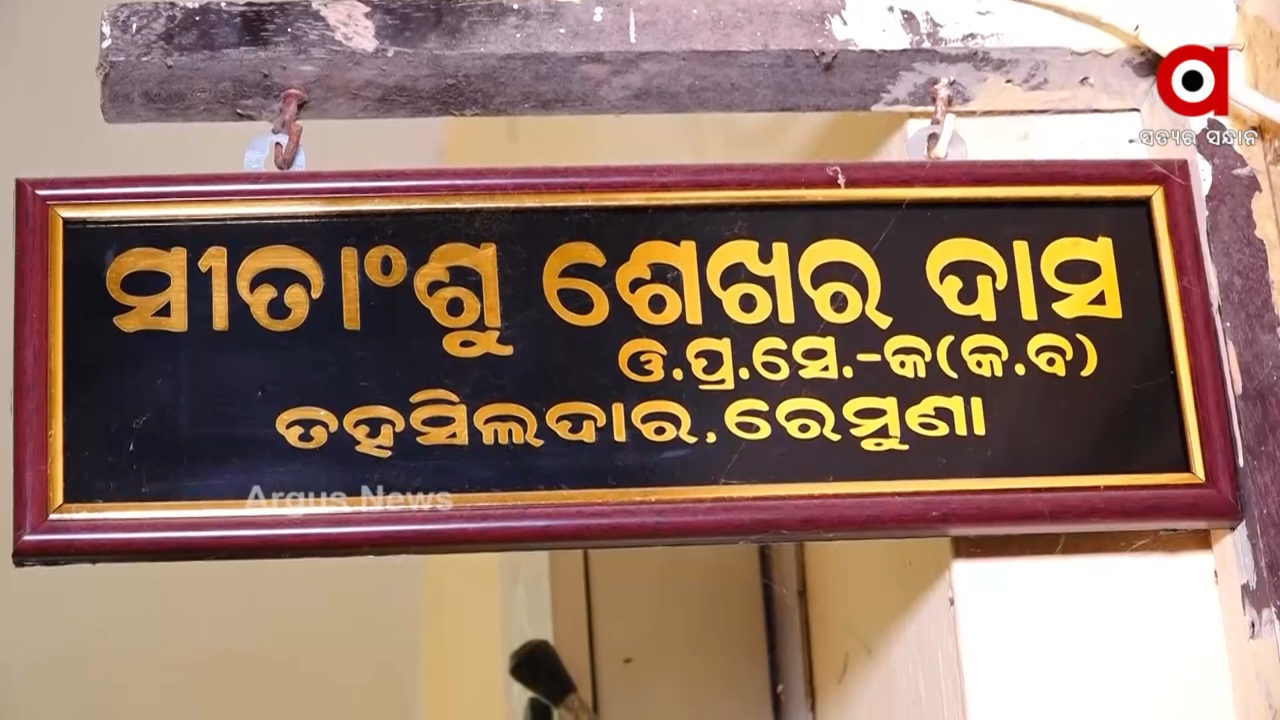 ସତ୍ୟର ସନ୍ଧାନ
ସୀତାଂଶୁ ଶେଖର ଦାସ
ଓ.ପ୍ର.ସେ.-କ(କ.ବ)
ତହସିଲଦାର, ରେମୁଣା
Argus News